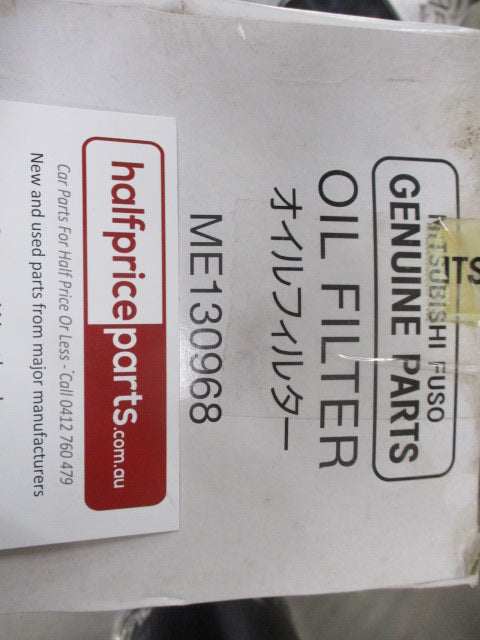 MITSUBISHI FUSO
GENUINE PARTS
OIL FILTER
オイルフィルター
ME130968
halfpriceparts.com.au
Car Parts For Half Price Or Less - Call 0412 760 479
New and used parts from major manufacturers
TS